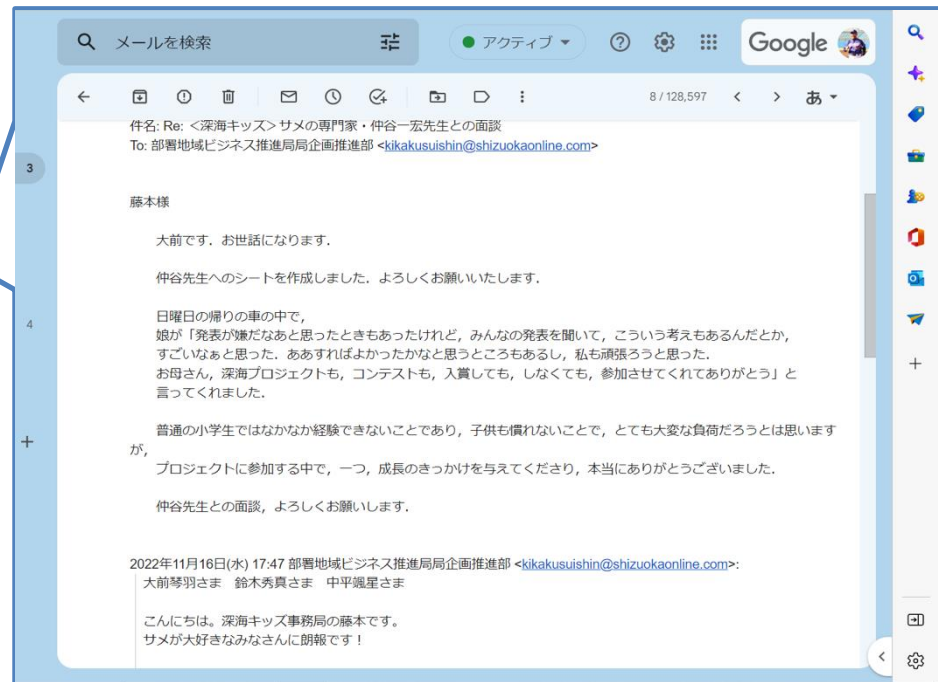 メールを検索
アクティブ
Google
8 / 128,597
あ
件名: Re: <深海キッズ> サメの専門家・仲谷一宏先生との面談
To: 部署地域ビジネス推進局局企画推進部 <kikakusuishin@shizuokaonline.com>
3
藤本様
大前です．お世話になります．
仲谷先生へのシートを作成しました．よろしくお願いいたします．
日曜日の帰りの車の中で，
4
娘が「発表が嫌だなあと思ったときもあったけれど，みんなの発表を聞いて，こういう考えもあるんだとか，
すごいなぁと思った．ああすればよかったかなと思うところもあるし，私も頑張ろうと思った．
お母さん，深海プロジェクトも，コンテストも，入賞しても，しなくても，参加させてくれてありがとう」と
言ってくれました．
普通の小学生ではなかなか経験できないことであり，子供も慣れないことで，とても大変な負荷だろうとは思います
が，
プロジェクトに参加する中で，一つ，成長のきっかけを与えてくださり，本当にありがとうございました．
仲谷先生との面談，よろしくお願いします．
2022年11月16日(水) 17:47 部署地域ビジネス推進局局企画推進部 <kikakusuishin@shizuokaonline.com>:
大前琴羽さま　鈴木秀真さま　中平颯星さま
こんにちは。深海キッズ事務局の藤本です。
サメが大好きなみなさんに朗報です！